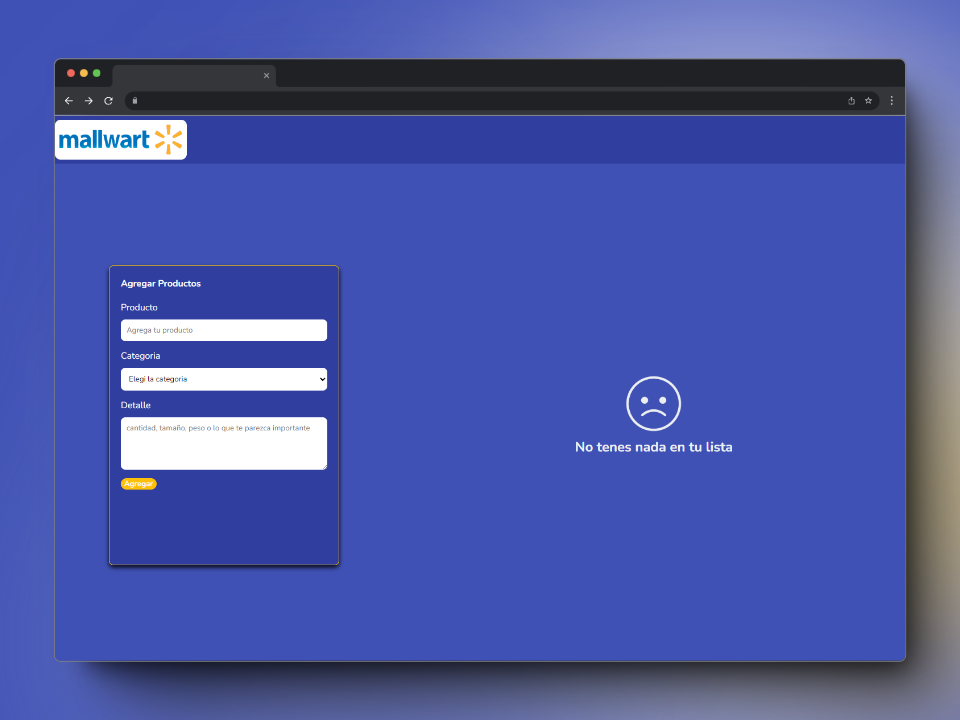 mallwart
Agregar Productos
Producto
Agrega tu producto
Categoria
Elegi la categoria
Detalle
cantidad, tamaño, peso o lo que te parezca importante
Agregar
No tenes nada en tu lista